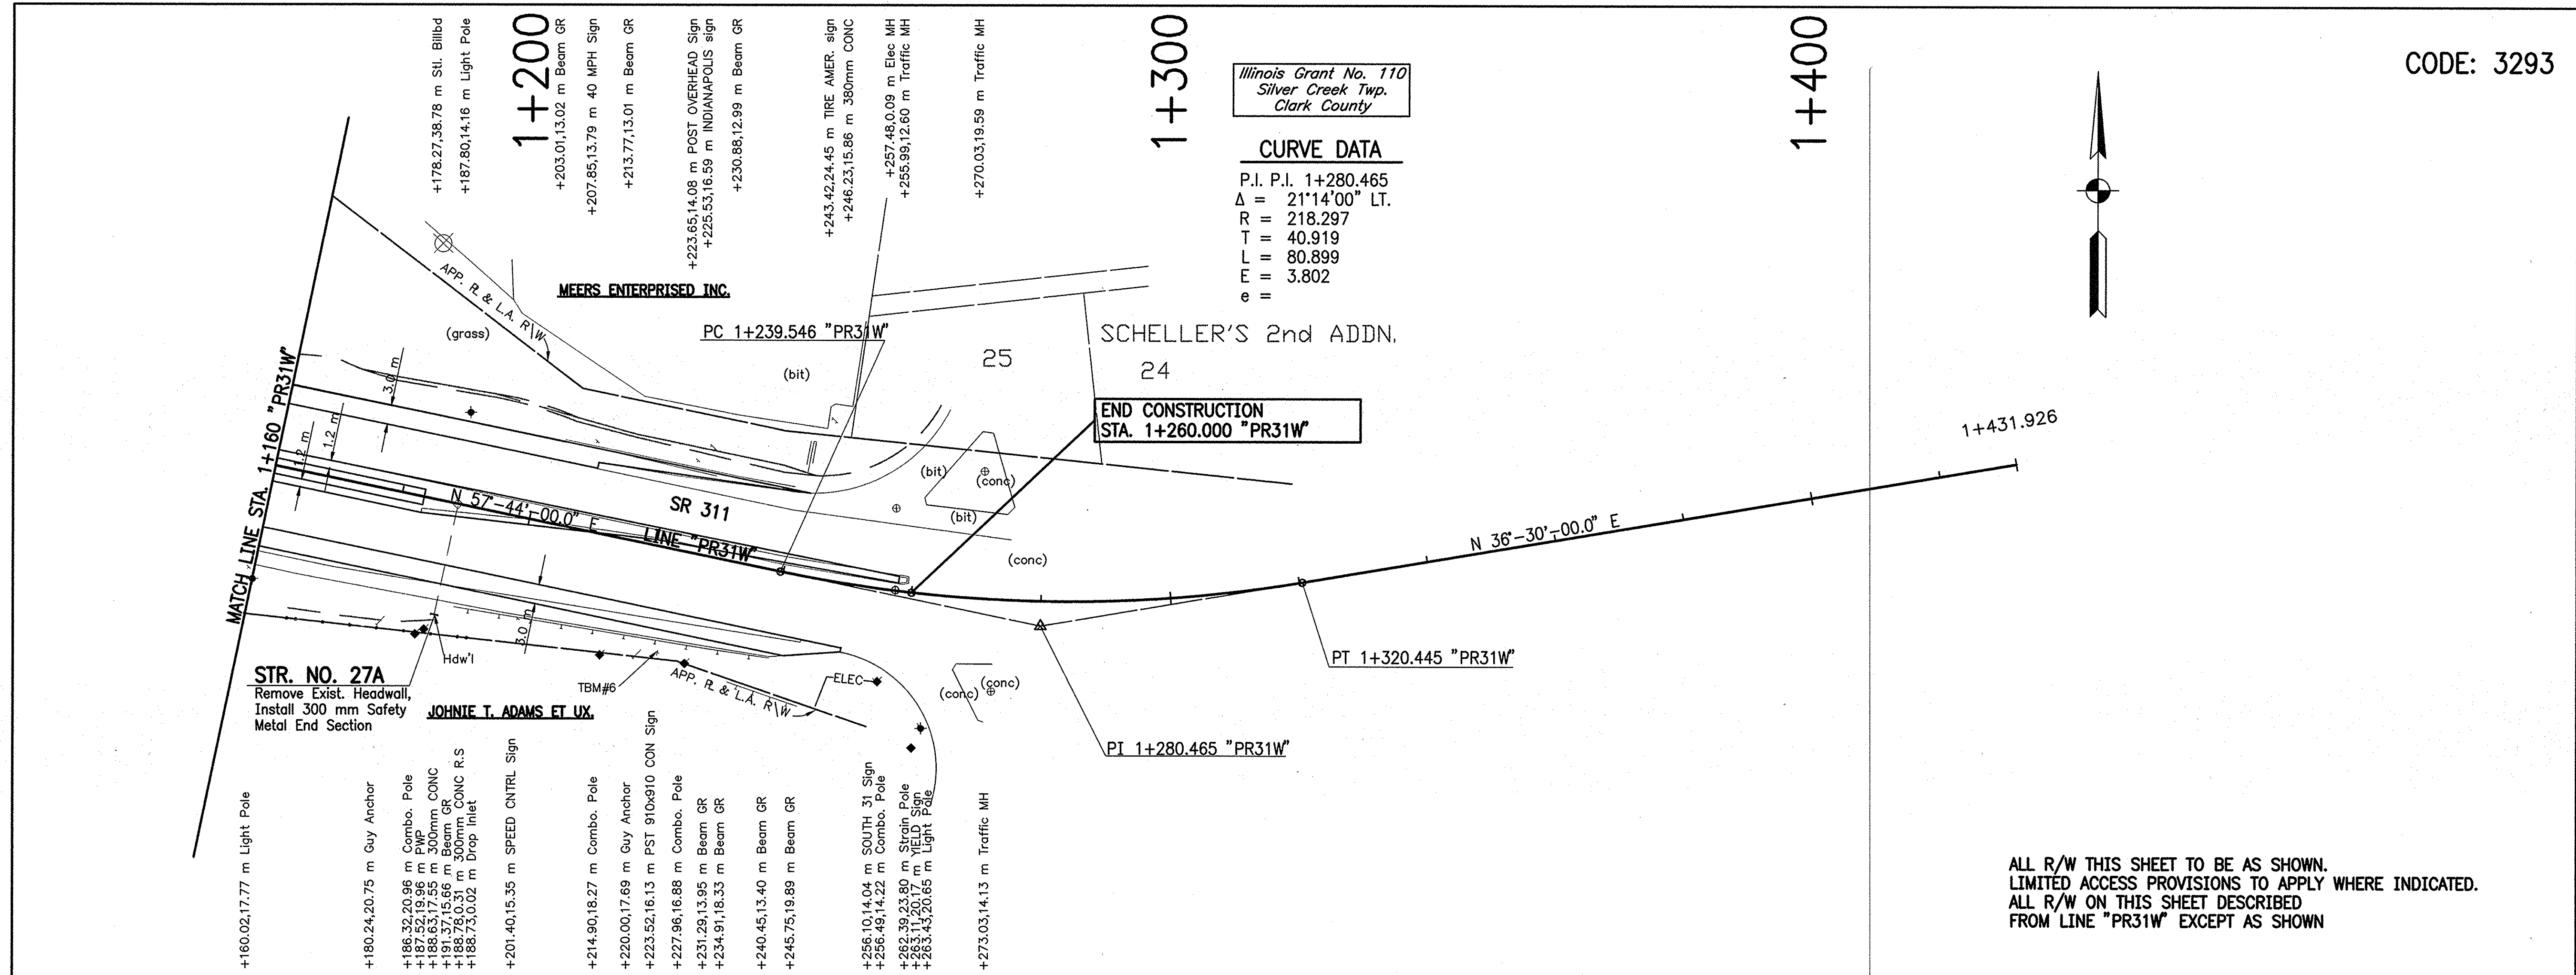 1+200
1+300
1+400
CODE: 3293
+178.27,38.78 m Stl. Billbd
+187.80,14.16 m Light Pole
+203.01,13.02 m Beam GR
+207.85,13.79 m 40 MPH Sign
+213.77,13.01 m Beam GR
+223.65,14.08 m POST OVERHEAD Sign
+225.53,16.59 m INDIANAPOLIS sign
+230.88,12.99 m Beam GR
+243.42,24.45 m TIRE AMER. sign
+246.23,15.86 m 380mm CONC
+257.48,0.09 m Elec MH
+255.99,12.60 m Traffic MH
+270.03,19.59 m Traffic MH
Illinois Grant No. 110
Silver Creek Twp.
Clark County
CURVE DATA
P.I. P.I. 1+280.465
Δ = 21°14'00" LT.
R = 218.297
T = 40.919
L = 80.899
E = 3.802
e =
APP. PL & L.A. R\W
MEERS ENTERPRISED INC.
(grass)
PC 1+239.546 "PR31W"
(bit)
25
SCHELLER'S 2nd ADDN.
24
END CONSTRUCTION
STA. 1+260.000 "PR31W"
3.0 m
1.2 m
1.2 m
MATCH LINE STA. 1+160 "PR31W"
N 57°-44'-00.0" E
SR 311
LINE "PR31W"
(bit)
(conc)
(bit)
(conc)
1+431.926
N 36°-30'-00.0" E
3.0 m
Hdw'l
TBM#6
APP. PL & L.A. R\W
ELEC
(conc)
(conc)
PT 1+320.445 "PR31W"
PI 1+280.465 "PR31W"
STR. NO. 27A
Remove Exist. Headwall,
Install 300 mm Safety
Metal End Section
JOHNIE T. ADAMS ET UX.
+160.02,17.77 m Light Pole
+180.24,20.75 m Guy Anchor
+186.32,20.96 m Combo. Pole
+187.52,19.96 m PWP
+188.63,17.55 m 300mm CONC
+191.37,15.66 m Beam GR
+188.78,0.31 m 300mm CONC R.S
+188.73,0.02 m Drop Inlet
+201.40,15.35 m SPEED CNTRL Sign
+214.90,18.27 m Combo. Pole
+220.00,17.69 m Guy Anchor
+223.52,16.13 m PST 910x910 CON Sign
+227.96,16.88 m Combo. Pole
+231.29,13.95 m Beam GR
+234.91,18.33 m Beam GR
+240.45,13.40 m Beam GR
+245.75,19.89 m Beam GR
+256.10,14.04 m SOUTH 31 Sign
+256.49,14.22 m Combo. Pole
+262.39,23.80 m Strain Pole
+263.11,20.17 m YIELD Sign
+263.43,20.65 m Light Pole
+273.03,14.13 m Traffic MH
ALL R/W THIS SHEET TO BE AS SHOWN.
LIMITED ACCESS PROVISIONS TO APPLY WHERE INDICATED.
ALL R/W ON THIS SHEET DESCRIBED
FROM LINE "PR31W" EXCEPT AS SHOWN